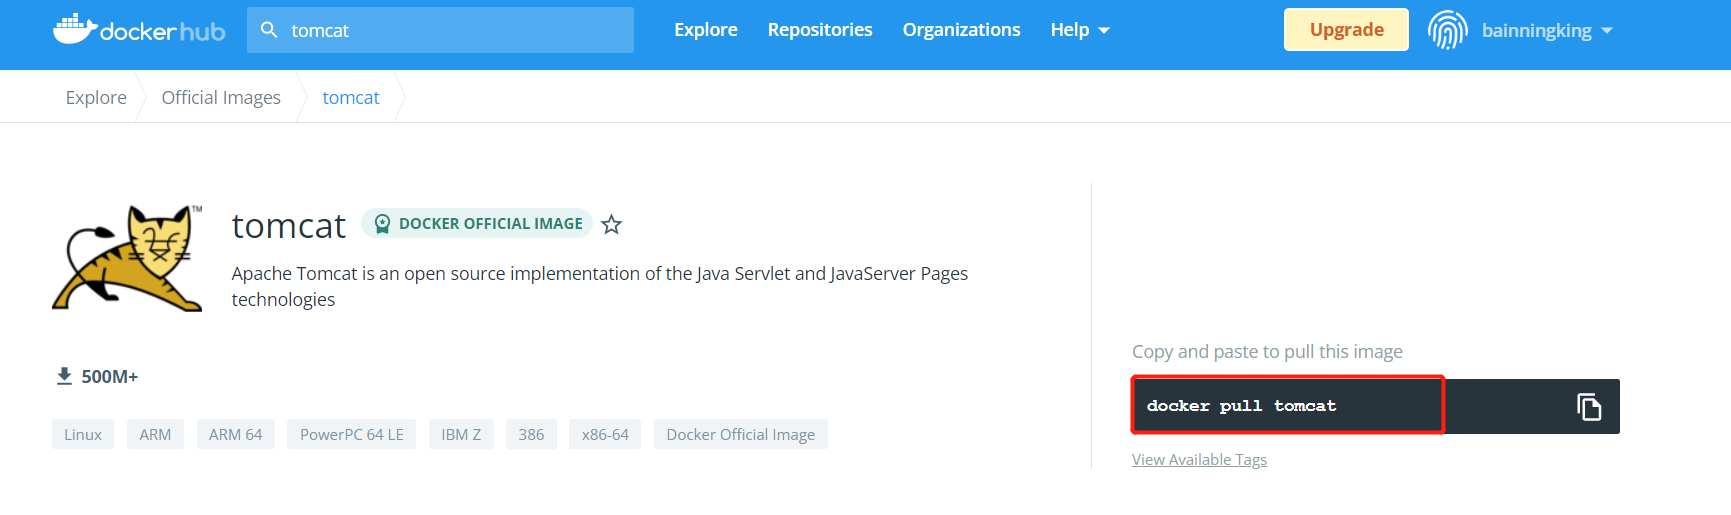 dockerhub
tomcat
Explore
Repositories
Organizations
Help
Upgrade
bainningking
Explore
Official Images
tomcat
TM
tomcat
DOCKER OFFICIAL IMAGE
Apache Tomcat is an open source implementation of the Java Servlet and JavaServer Pages
technologies
500M+
Linux
ARM
ARM 64
PowerPC 64 LE
IBM Z
386
x86-64
Docker Official Image
Copy and paste to pull this image
docker pull tomcat
View Available Tags